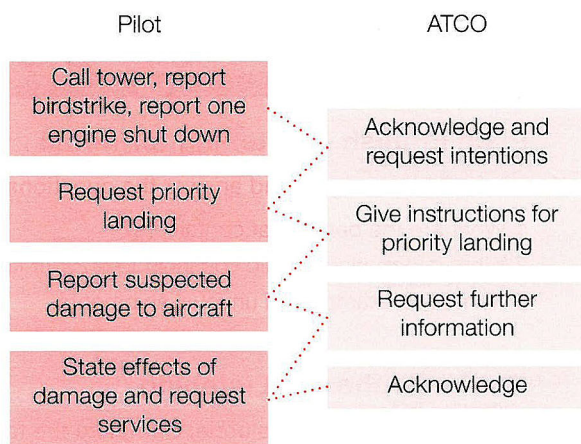 Pilot
ATCO
Call tower, report
birdstrike, report one
engine shut down
Acknowledge and
request intentions
Request priority
landing
Give instructions for
priority landing
Report suspected
damage to aircraft
Request further
information
State effects of
damage and request
services
Acknowledge